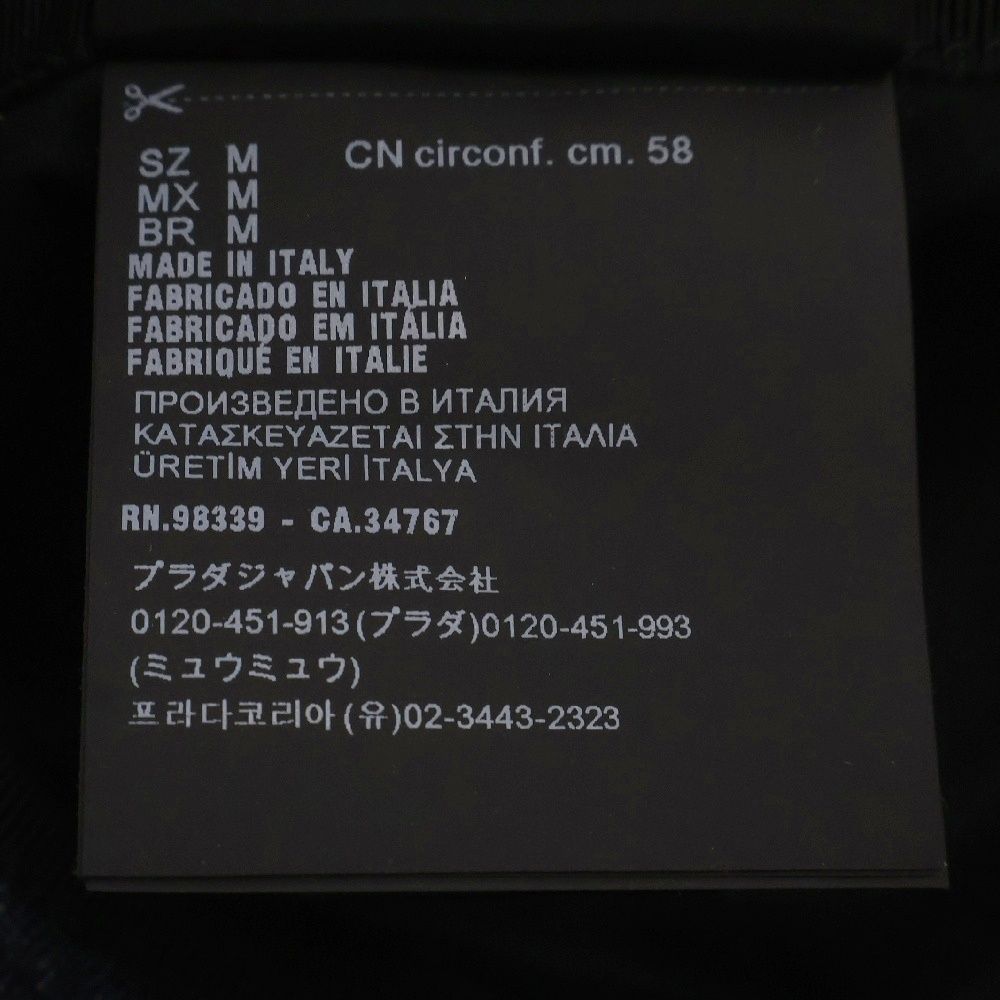 SZ M CN circonf. cm. 58
MX M
BR M
MADE IN ITALY
FABRICADO EN ITALIA
FABRICADO EM ITÁLIA
FABRIQUÉ EN ITALIE
ПРОИЗВЕДЕНО В ИТАЛИЯ
ΚΑΤΑΣΚΕΥΑΖΕΤΑΙ ΣΤΗΝ ΙΤΑΛΙΑ
ÜRETİM YERİ İTALYA
RN.98339 - CA.34767
プラダジャパン株式会社
0120-451-913(プラダ)0120-451-993
(ミュウミュウ)
프라다코리아(유)02-3443-2323